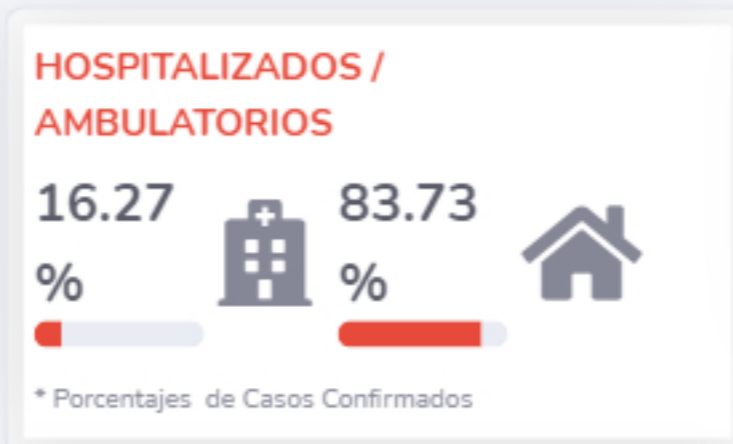 HOSPITALIZADOS /
AMBULATORIOS
16.27 83.73
% %
* Porcentajes de Casos Confirmados